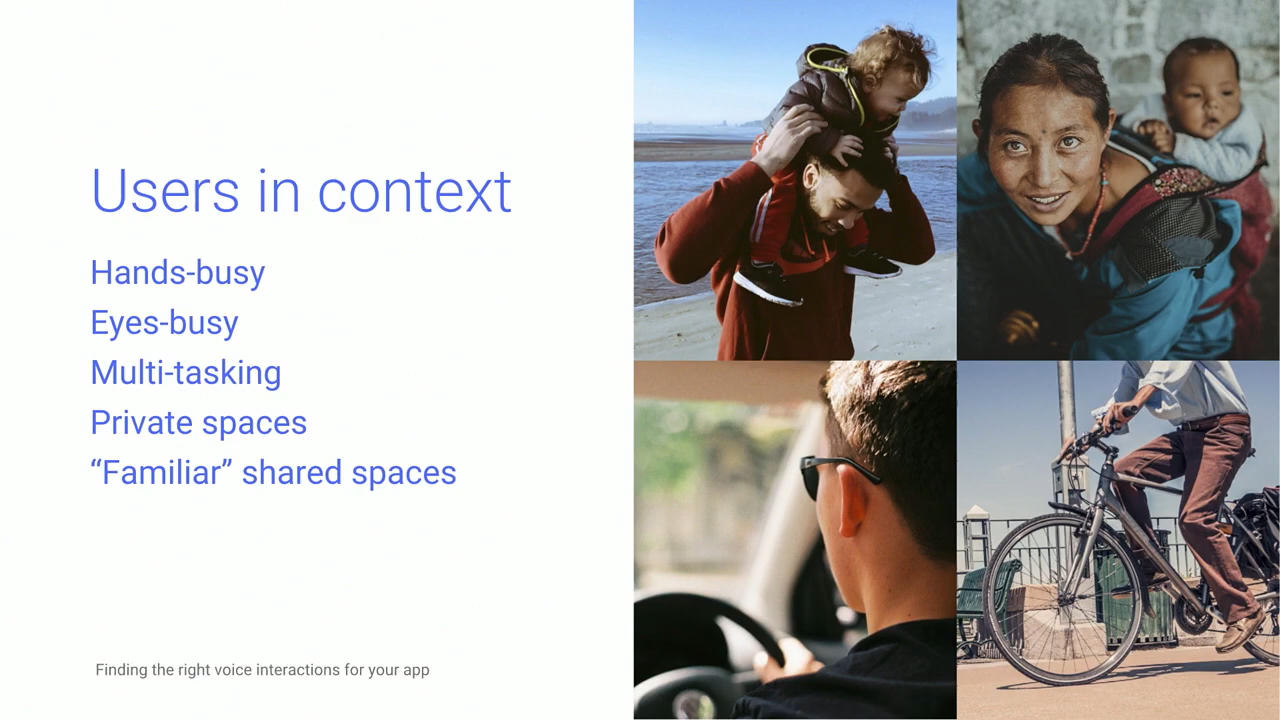 Users in context
Hands-busy
Eyes-busy
Multi-tasking
Private spaces
“Familiar” shared spaces
Finding the right voice interactions for your app